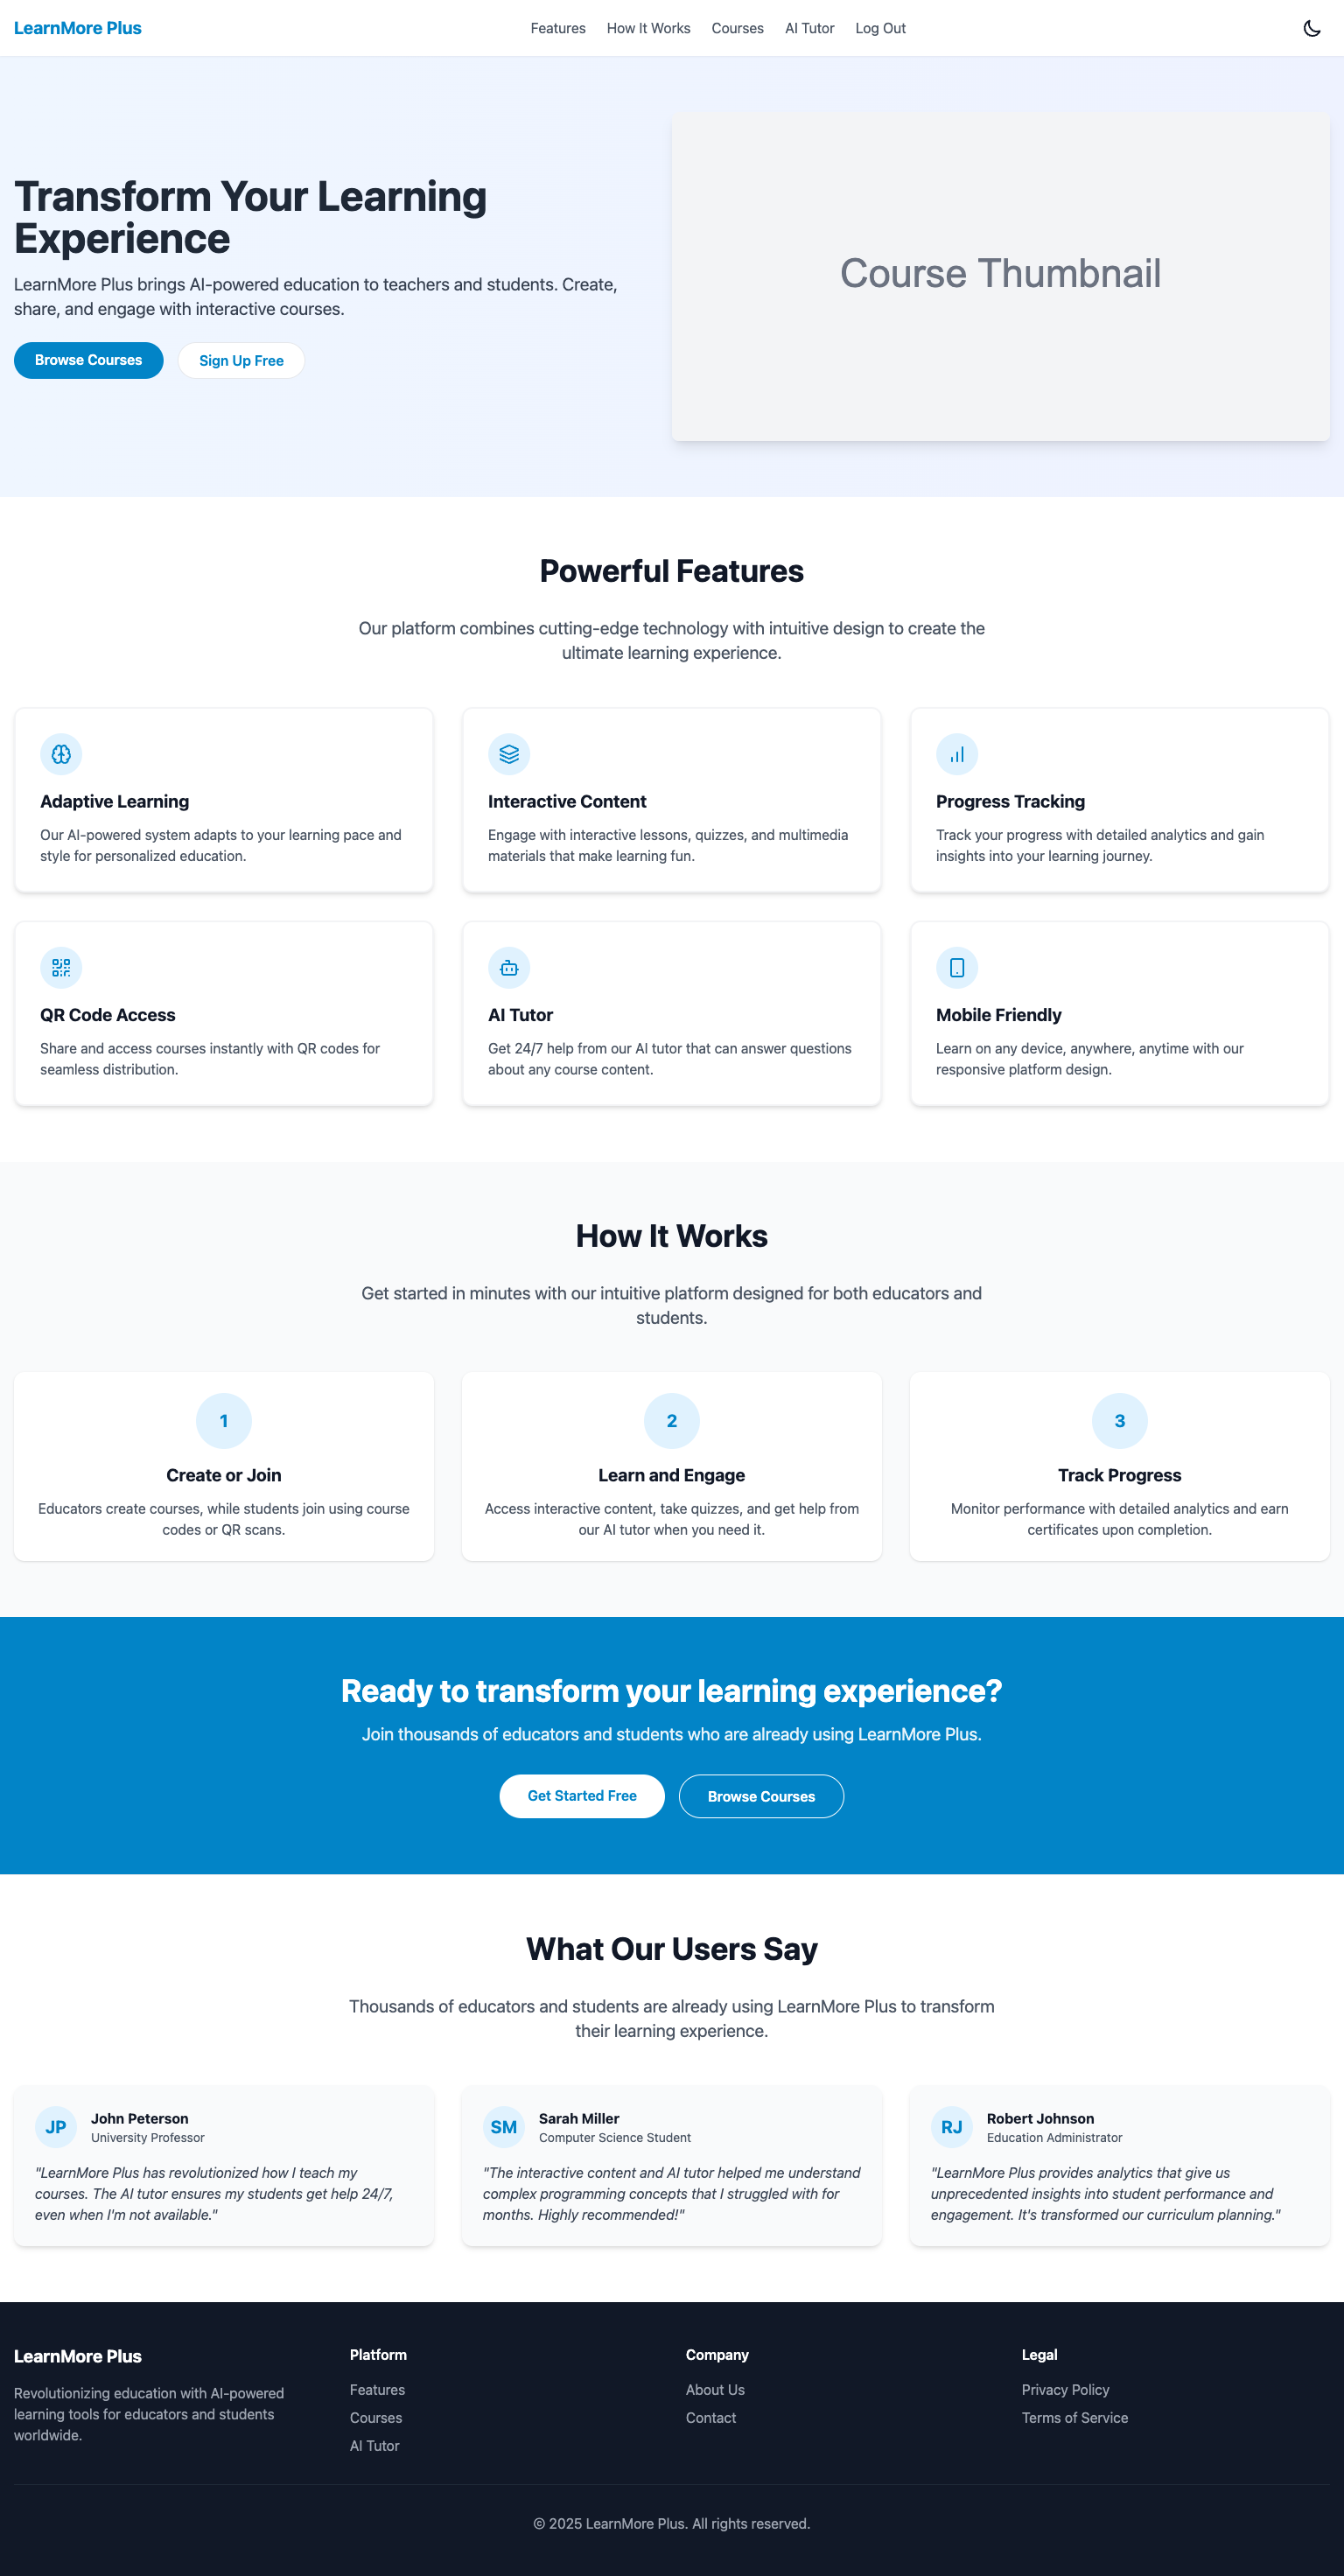 LearnMore Plus
Features
How It Works
Courses
AI Tutor
Log Out
Transform Your Learning
Experience
LearnMore Plus brings AI-powered education to teachers and students. Create,
share, and engage with interactive courses.
Browse Courses
Sign Up Free
Course Thumbnail
Powerful Features
Our platform combines cutting-edge technology with intuitive design to create the
ultimate learning experience.
Adaptive Learning
Our AI-powered system adapts to your learning pace and
style for personalized education.
Interactive Content
Engage with interactive lessons, quizzes, and multimedia
materials that make learning fun.
Progress Tracking
Track your progress with detailed analytics and gain
insights into your learning journey.
QR Code Access
Share and access courses instantly with QR codes for
seamless distribution.
AI Tutor
Get 24/7 help from our AI tutor that can answer questions
about any course content.
Mobile Friendly
Learn on any device, anywhere, anytime with our
responsive platform design.
How It Works
Get started in minutes with our intuitive platform designed for both educators and
students.
1
Create or Join
Educators create courses, while students join using course
codes or QR scans.
2
Learn and Engage
Access interactive content, take quizzes, and get help from
our AI tutor when you need it.
3
Track Progress
Monitor performance with detailed analytics and earn
certificates upon completion.
Ready to transform your learning experience?
Join thousands of educators and students who are already using LearnMore Plus.
Get Started Free
Browse Courses
What Our Users Say
Thousands of educators and students are already using LearnMore Plus to transform
their learning experience.
JP
John Peterson
University Professor
"LearnMore Plus has revolutionized how I teach my
courses. The AI tutor ensures my students get help 24/7,
even when I'm not available."
SM
Sarah Miller
Computer Science Student
"The interactive content and AI tutor helped me understand
complex programming concepts that I struggled with for
months. Highly recommended!"
RJ
Robert Johnson
Education Administrator
"LearnMore Plus provides analytics that give us
unprecedented insights into student performance and
engagement. It's transformed our curriculum planning."
LearnMore Plus
Revolutionizing education with AI-powered
learning tools for educators and students
worldwide.
Platform
Features
Courses
AI Tutor
Company
About Us
Contact
Legal
Privacy Policy
Terms of Service
© 2025 LearnMore Plus. All rights reserved.